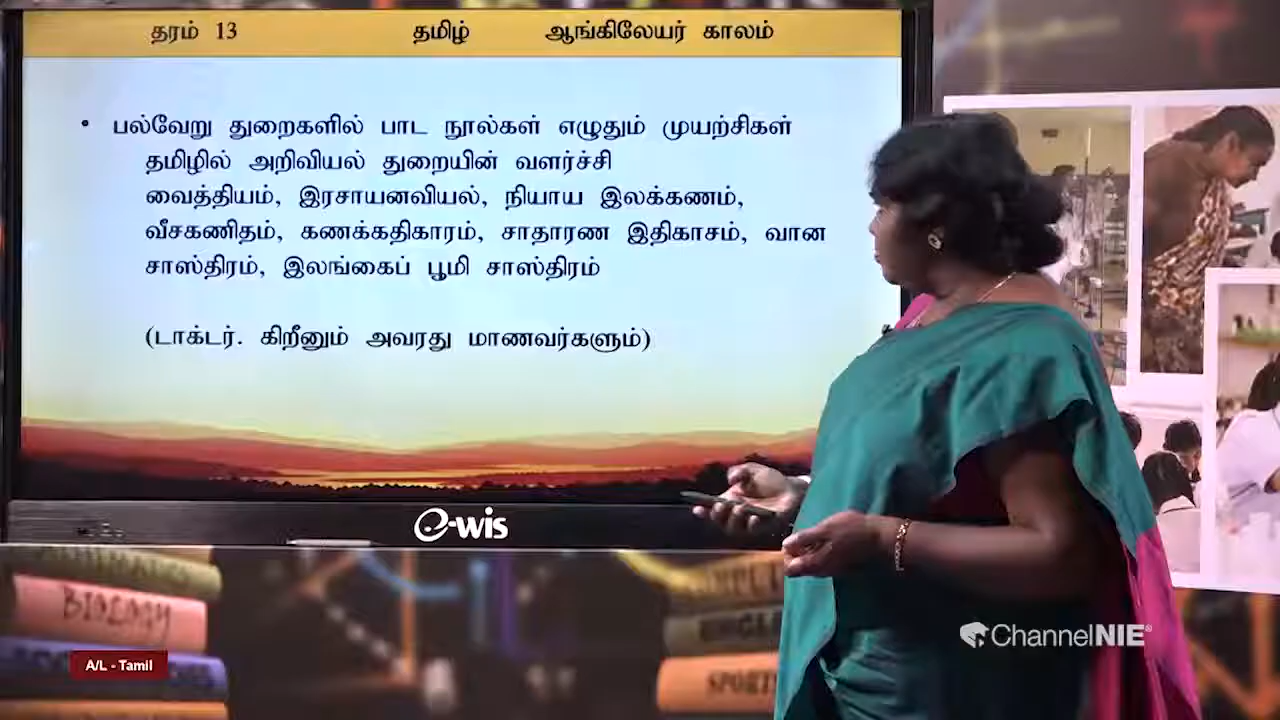 தரம் 13 தமிழ் ஆங்கிலேயர் காலம்
• பல்வேறு துறைகளில் பாட நூல்கள் எழுதும் முயற்சிகள்
தமிழில் அறிவியல் துறையின் வளர்ச்சி
வைத்தியம், இரசாயனவியல், நியாய இலக்கணம்,
வீசகணிதம், கணக்கதிகாரம், சாதாரண இதிகாசம், வான
சாஸ்திரம், இலங்கைப் பூமி சாஸ்திரம்
(டாக்டர். கிறீனும் அவரது மாணவர்களும்)
e-wis
BIOLOGY
ChannelNIE
A/L - Tamil
SPORT